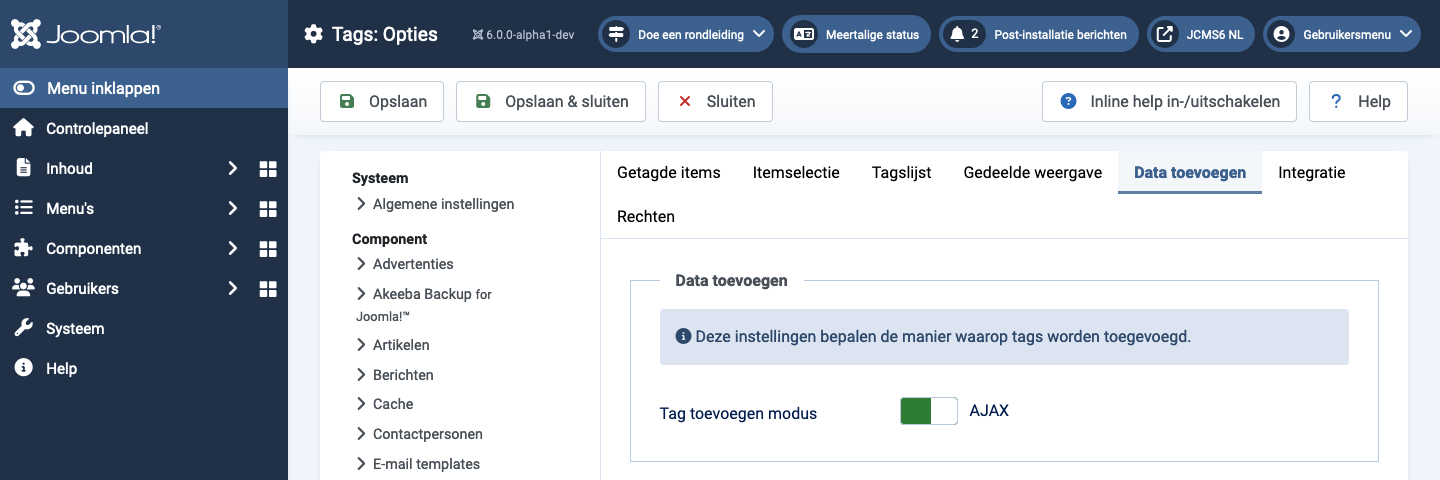 Joomla!®
Tags: Opties
6.0.0-alpha1-dev
Doe een rondleiding
Meertalige status
2 Post-installatie berichten
JCMS6 NL
Gebruikersmenu
Menu inklappen
Controlepaneel
Inhoud
Menu's
Componenten
Gebruikers
Systeem
Help
Opslaan
Opslaan & sluiten
Sluiten
Inline help in-/uitschakelen
Help
Systeem
Algemene instellingen
Component
Advertenties
Akeeba Backup for
Joomla!™
Artikelen
Berichten
Cache
Contactpersonen
E-mail templates
Getagde items
Itemselectie
Tagslijst
Gedeelde weergave
Data toevoegen
Integratie
Rechten
Data toevoegen
Deze instellingen bepalen de manier waarop tags worden toegevoegd.
Tag toevoegen modus
AJAX